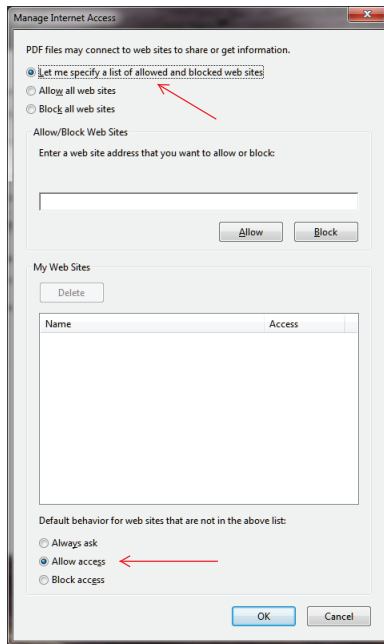 Manage Internet Access
PDF files may connect to web sites to share or get information.
Let me specify a list of allowed and blocked web sites
Allow all web sites
Block all web sites
Allow/Block Web Sites
Enter a web site address that you want to allow or block:
Allow Block
My Web Sites
Delete
Name Access
Default behavior for web sites that are not in the above list:
Always ask
Allow access
Block access
OK Cancel